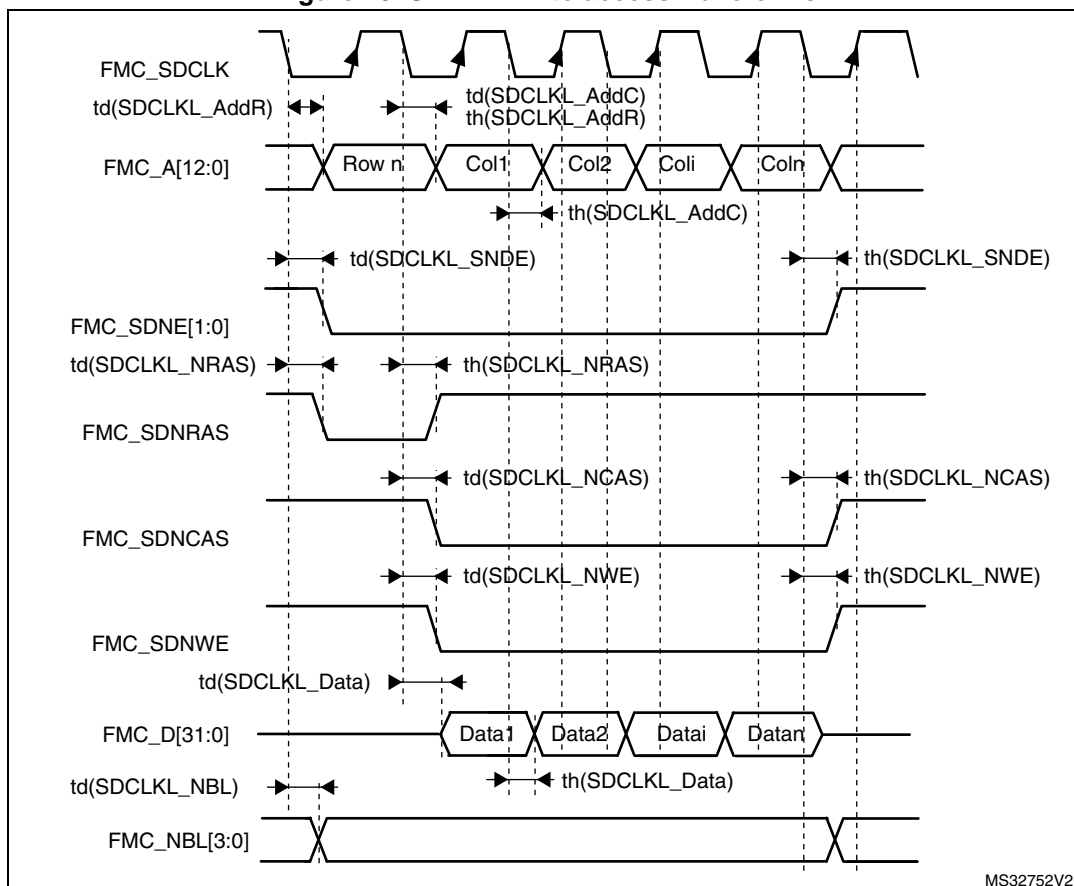 FMC_SDCLK
td(SDCLKL_AddR)
td(SDCLKL_AddC)
th(SDCLKL_AddR)
FMC_A[12:0]
Row n
Col1
Col2
Coli
Coln
th(SDCLKL_AddC)
td(SDCLKL_SNDE)
th(SDCLKL_SNDE)
FMC_SDNE[1:0]
td(SDCLKL_NRAS)
th(SDCLKL_NRAS)
FMC_SDNRAS
td(SDCLKL_NCAS)
th(SDCLKL_NCAS)
FMC_SDNCAS
td(SDCLKL_NWE)
th(SDCLKL_NWE)
FMC_SDNWE
td(SDCLKL_Data)
FMC_D[31:0]
Data1
Data2
Datai
Datan
th(SDCLKL_Data)
td(SDCLKL_NBL)
FMC_NBL[3:0]
MS32752V2